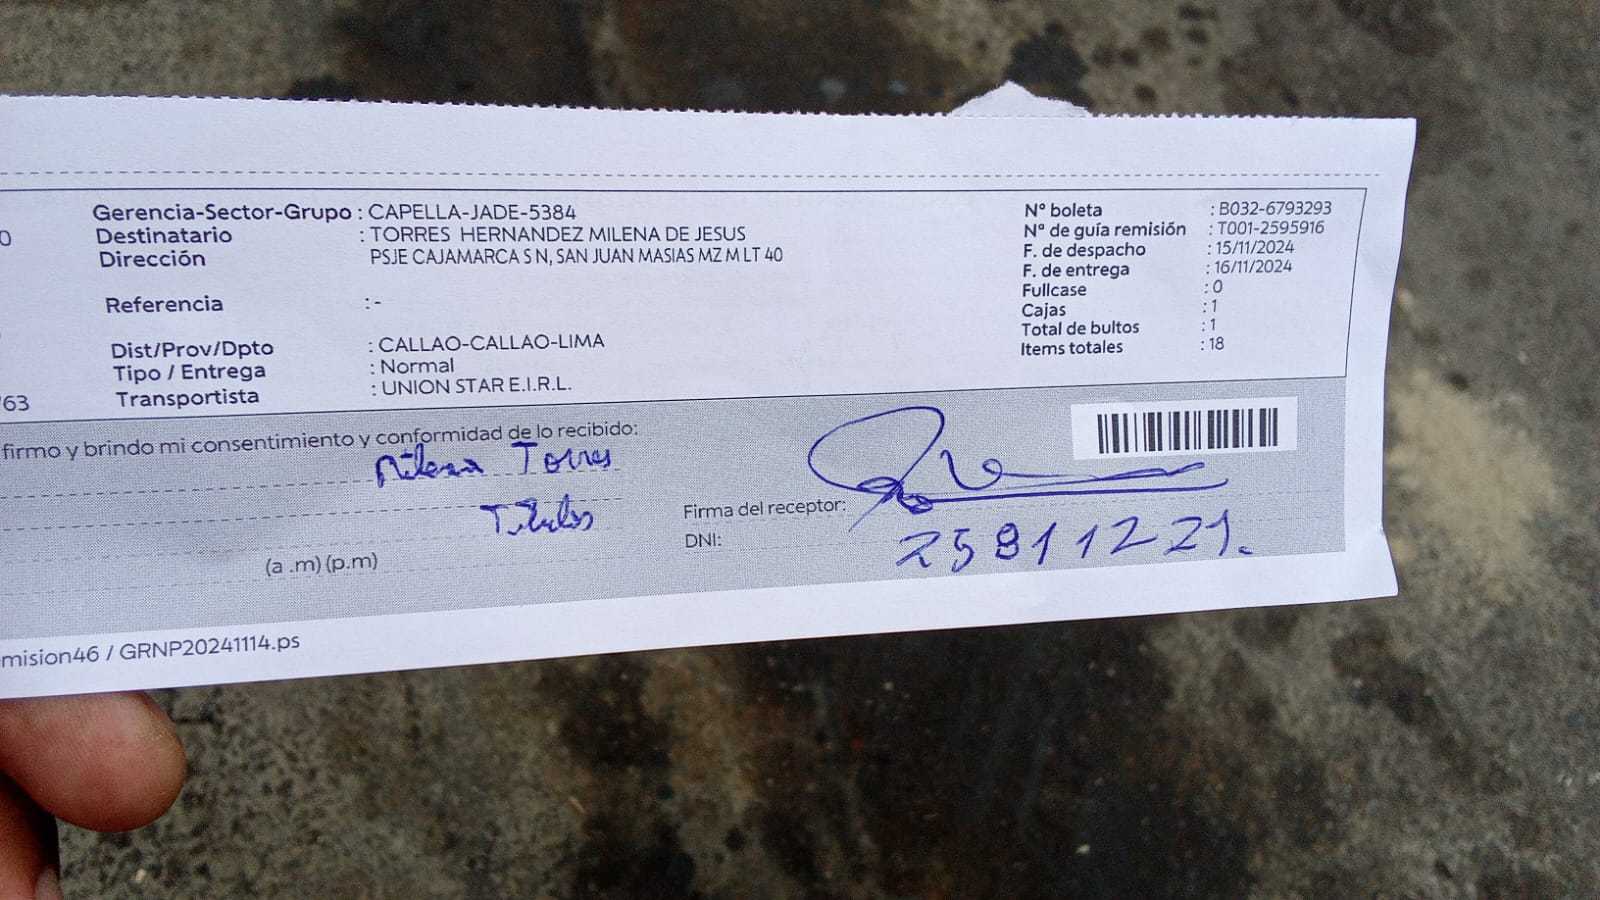 Gerencia-Sector-Grupo : CAPELLA-JADE-5384
0 Destinatario : TORRES HERNANDEZ MILENA DE JESUS
Dirección PSJE CAJAMARCA S N, SAN JUAN MASIAS MZ M LT 40
Referencia : -
Dist/Prov/Dpto : CALLAO-CALLAO-LIMA
Tipo / Entrega : Normal
63 Transportista : UNION STAR E.I.R.L.
Nº boleta : B032-6793293
Nº de guía remisión : T001-2595916
F. de despacho : 15/11/2024
F. de entrega : 16/11/2024
Fullcase : 0
Cajas : 1
Total de bultos : 1
Items totales : 18
firmo y brindo mi consentimiento y conformidad de lo recibido:
Milena Torres
Titular
(a .m) (p.m)
Firma del receptor:
DNI: 25811221.
mision46 / GRNP20241114.ps